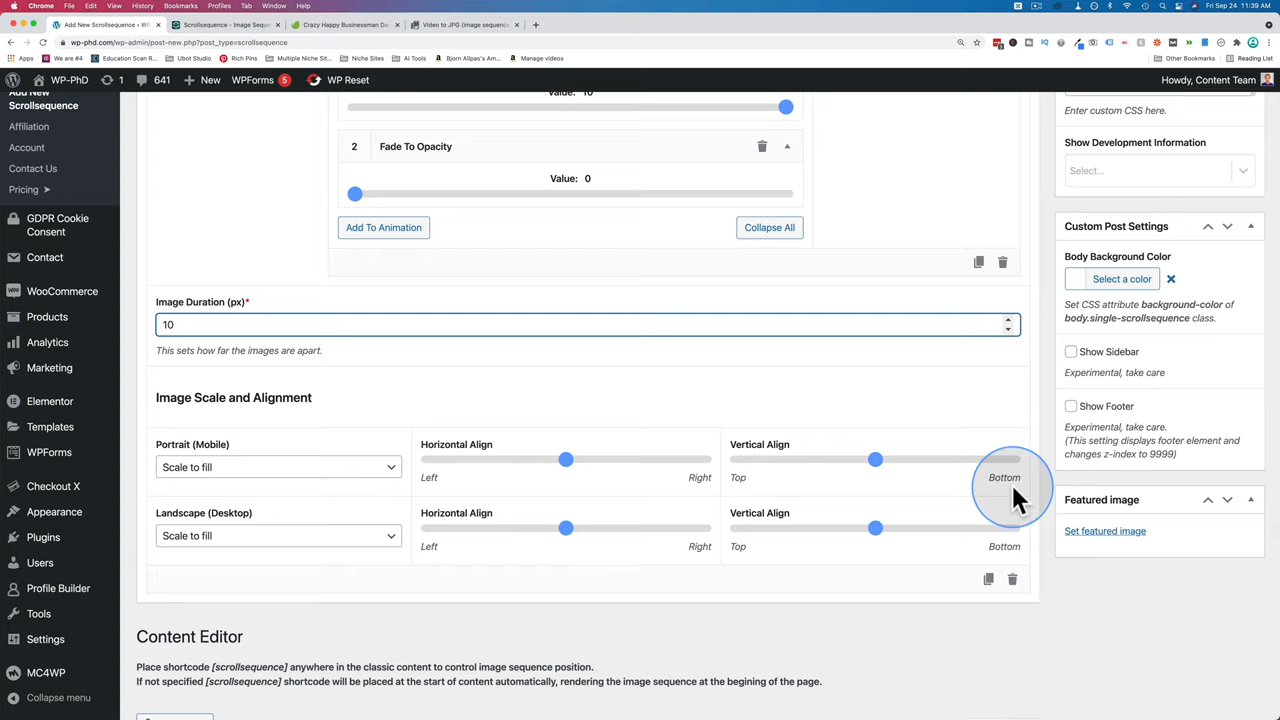 Chrome File Edit View History Bookmarks Profiles Tab Window Help
Fri Sep 24 11:39 AM
Add New Scrollsequence ‹ WP
Scrollsequence - Image Sequ
Crazy Happy Businessman Da
Video to JPG (image sequence
wp-phd.com/wp-admin/post-new.php?post_type=scrollsequence
Apps We are #4 Education Scan R... Ubot Studio Rich Pins Multiple Niche Sit... Niche Sites AI Tools Bjorn Allpas's Am... Manage videos Other Bookmarks Reading List
WP-PhD 1 641 New WPForms 5 WP Reset Howdy, Content Team
Add New
Scrollsequence
Affiliation
Account
Contact Us
Pricing ➤
GDPR Cookie
Consent
Contact
WooCommerce
Products
Analytics
Marketing
Elementor
Templates
WPForms
Checkout X
Appearance
Plugins
Users
Profile Builder
Tools
Settings
MC4WP
Collapse menu
Value: 10
2 Fade To Opacity
Value: 0
Add To Animation Collapse All
Image Duration (px)*
10
This sets how far the images are apart.
Image Scale and Alignment
Portrait (Mobile) Horizontal Align Vertical Align
Scale to fill
Left Right Top Bottom
Landscape (Desktop) Horizontal Align Vertical Align
Scale to fill
Left Right Top Bottom
Content Editor
Place shortcode [scrollsequence] anywhere in the classic content to control image sequence position.
If not specified [scrollsequence] shortcode will be placed at the start of content automatically, rendering the image sequence at the begining of the page.
Enter custom CSS here.
Show Development Information
Select...
Custom Post Settings
Body Background Color
Select a color
Set CSS attribute background-color of
body.single-scrollsequence class.
Show Sidebar
Experimental, take care
Show Footer
Experimental, take care.
(This setting displays footer element and
changes z-index to 9999)
Featured image
Set featured image